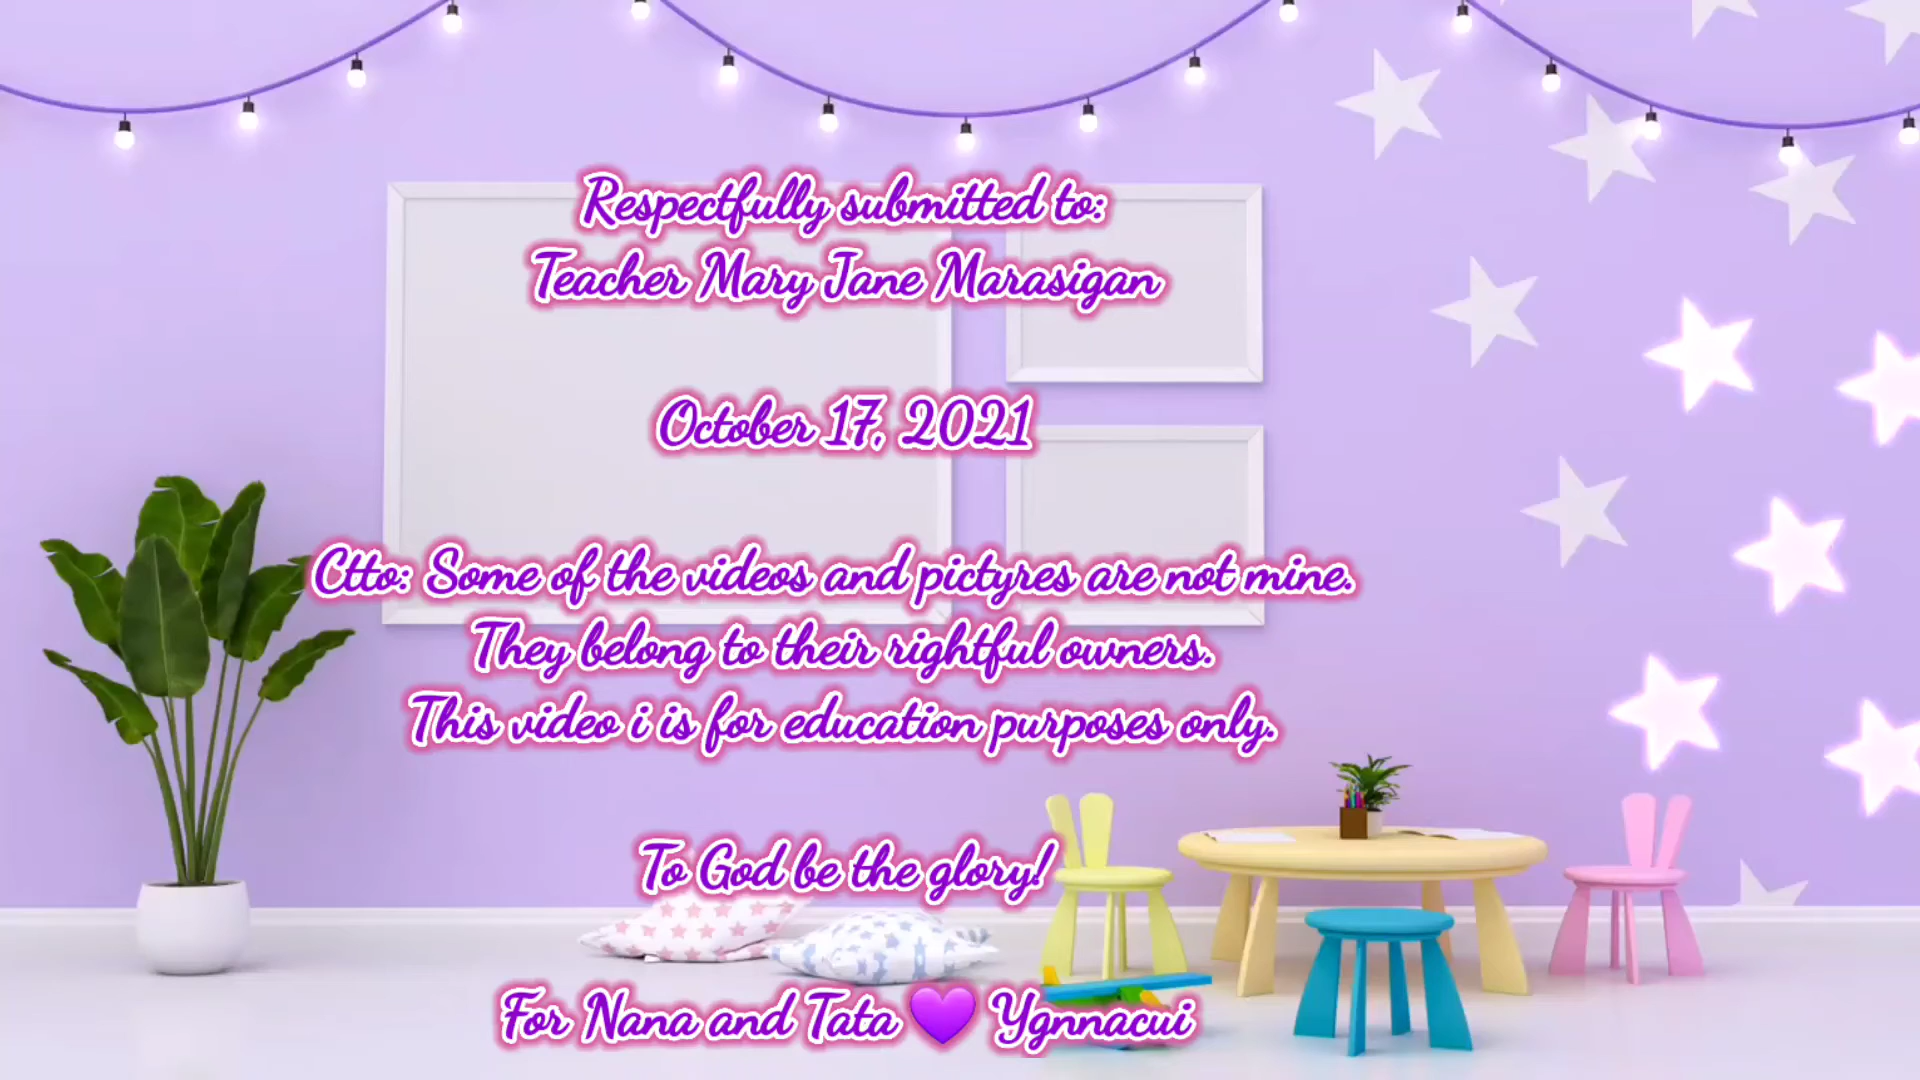 Respectfully submitted to:
Teacher Mary Jane Marasigan
October 17, 2021
Ctto: Some of the videos and pictyres are not mine.
They belong to their rightful owners.
This video i is for education purposes only.
To God be the glory!
For Nana and Tata 💜 Ygnnacui